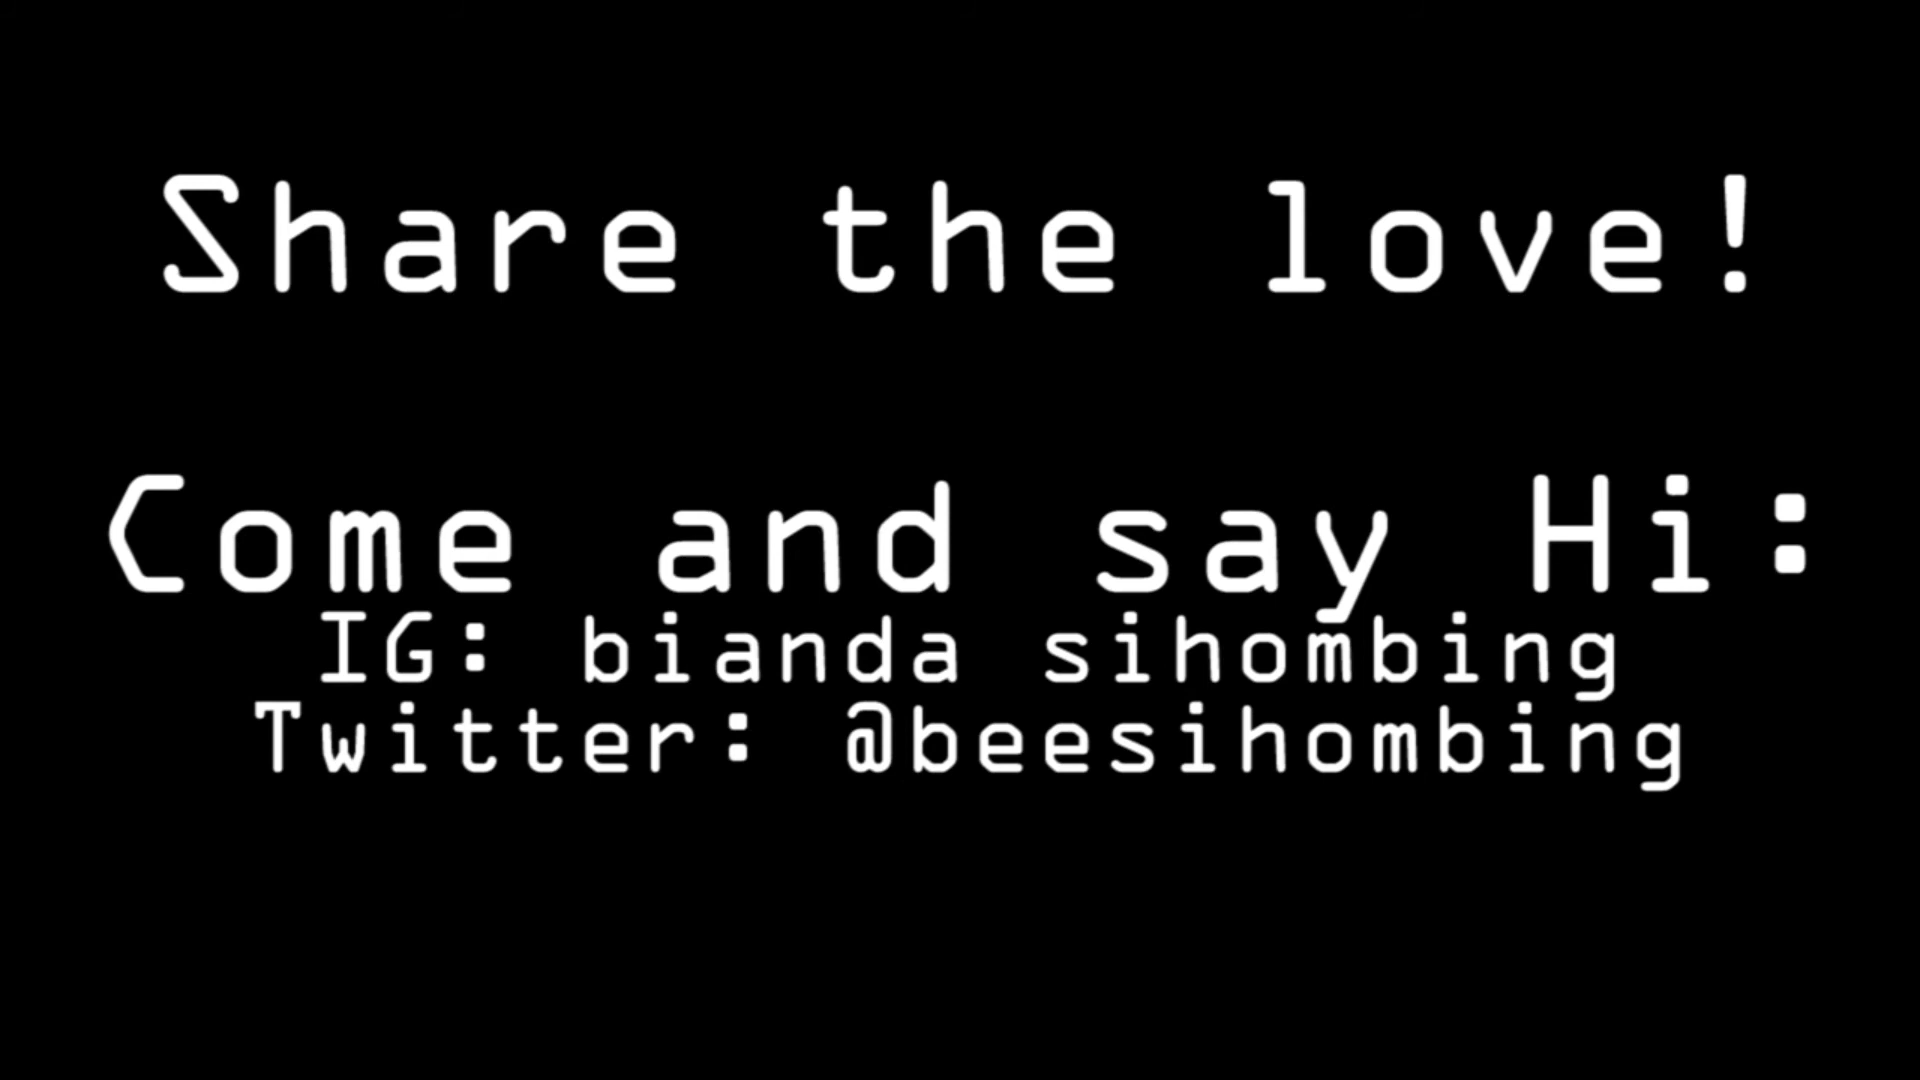 Share the love!
Come and say Hi:
IG: bianda sihombing
Twitter: @beesihombing